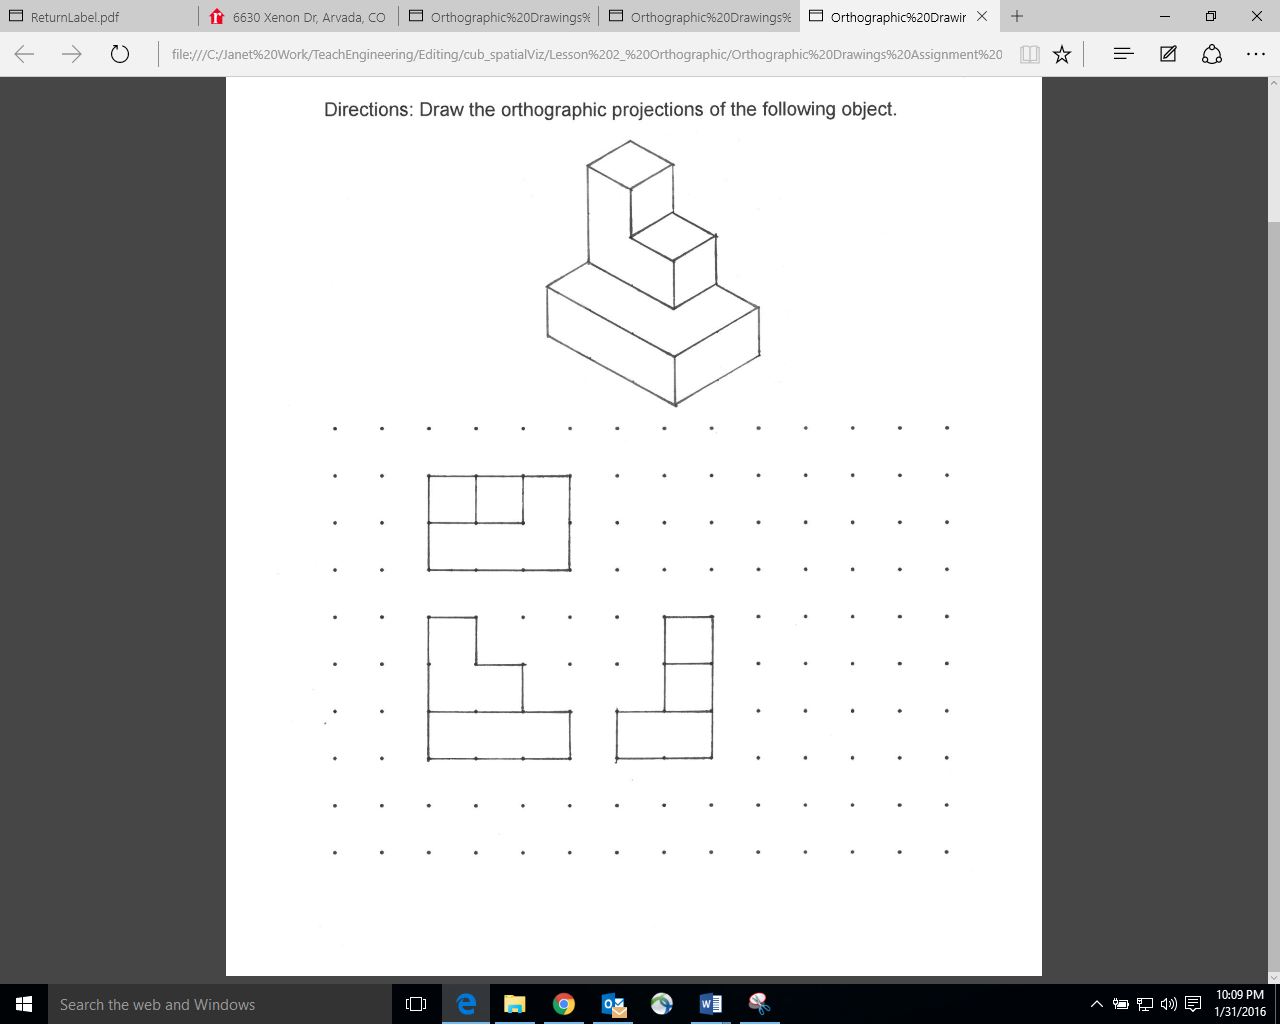 ReturnLabel.pdf
6630 Xenon Dr, Arvada, CO
Orthographic%20Drawings%
Orthographic%20Drawings%
Orthographic%20Drawir
file:///C:/Janet%20Work/TeachEngineering/Editing/cub_spatialViz/Lesson%202_%20Orthographic/Orthographic%20Drawings%20Assignment%20
Directions: Draw the orthographic projections of the following object.
Search the web and Windows
10:09 PM
1/31/2016